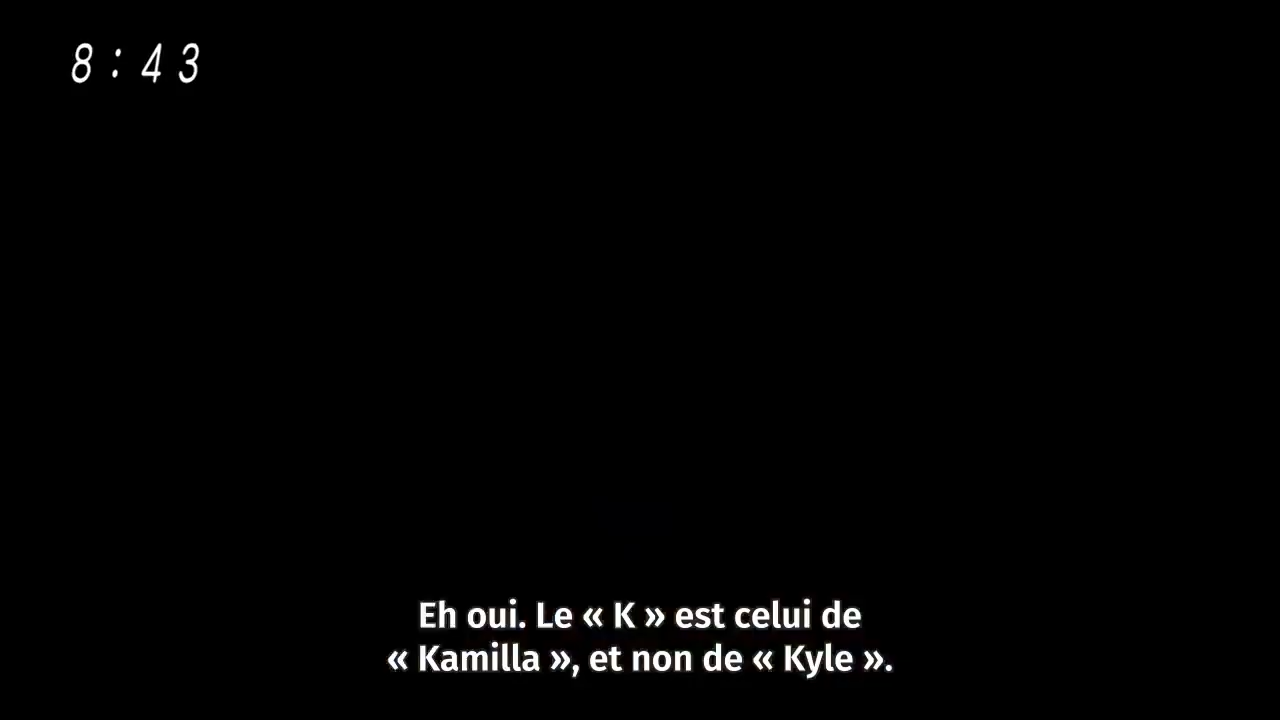 8:43
Eh oui. Le « K » est celui de
« Kamilla », et non de « Kyle ».